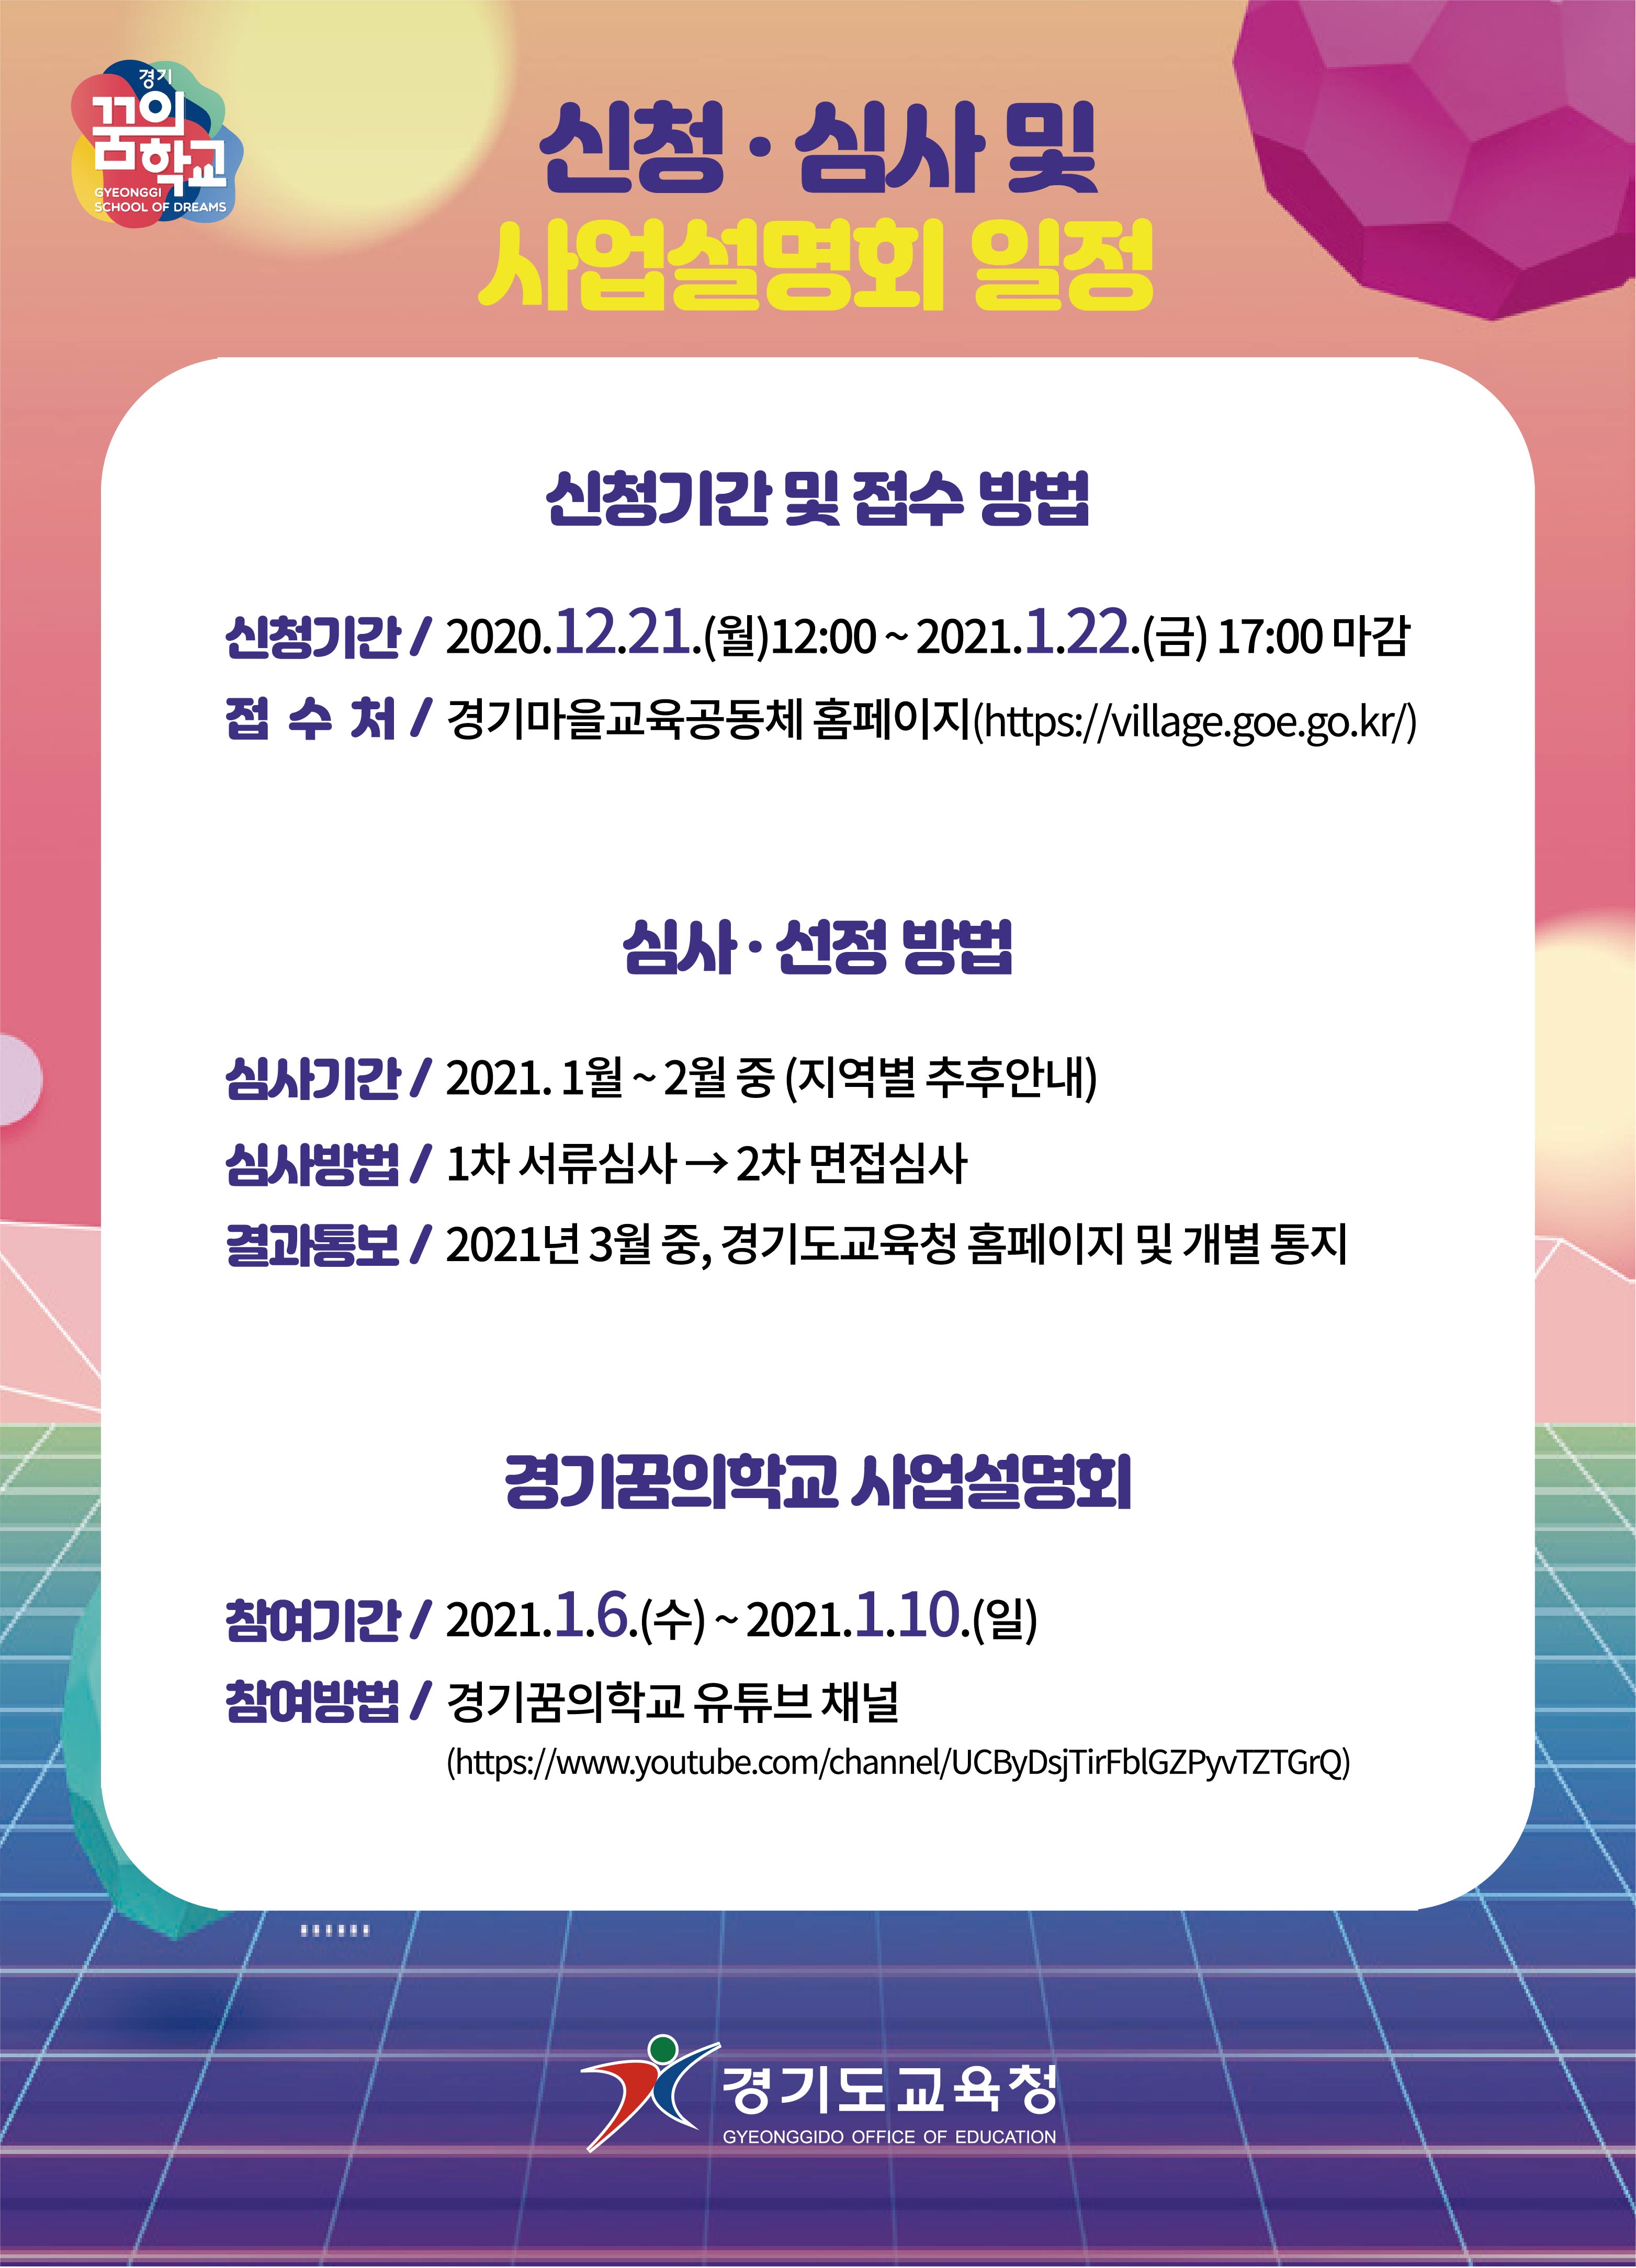 경기
꿈의
학교
GYEONGGI
SCHOOL OF DREAMS
신청 · 심사 및
사업설명회 일정
신청기간 및 접수 방법
신청기간 / 2020.12.21.(월)12:00 ~ 2021.1.22.(금) 17:00 마감
접 수 처 / 경기마을교육공동체 홈페이지(https://village.goe.go.kr/)
심사 · 선정 방법
심사기간 / 2021. 1월 ~ 2월 중 (지역별 추후안내)
심사방법 / 1차 서류심사 → 2차 면접심사
결과통보 / 2021년 3월 중, 경기도교육청 홈페이지 및 개별 통지
경기꿈의학교 사업설명회
참여기간 / 2021.1.6.(수) ~ 2021.1.10.(일)
참여방법 / 경기꿈의학교 유튜브 채널
(https://www.youtube.com/channel/UCByDsjTirFblGZPyvTZTGrQ)
경기도교육청
GYEONGGIDO OFFICE OF EDUCATION